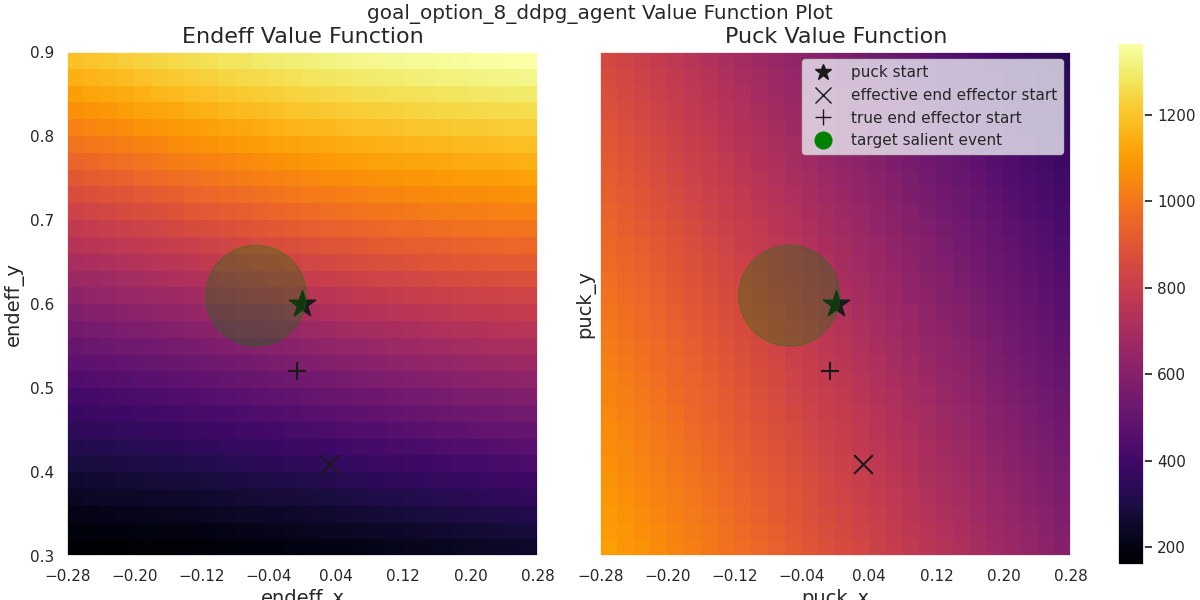 goal_option_8_ddpg_agent Value Function Plot
Endeff Value Function
Puck Value Function
0.9
0.8
0.7
0.6
0.5
0.4
0.3
endeff_y
−0.28 −0.20 −0.12 −0.04 0.04 0.12 0.20 0.28
endeff_x
puck_y
puck start
effective end effector start
true end effector start
target salient event
−0.28 −0.20 −0.12 −0.04 0.04 0.12 0.20 0.28
puck_x
1200
1000
800
600
400
200